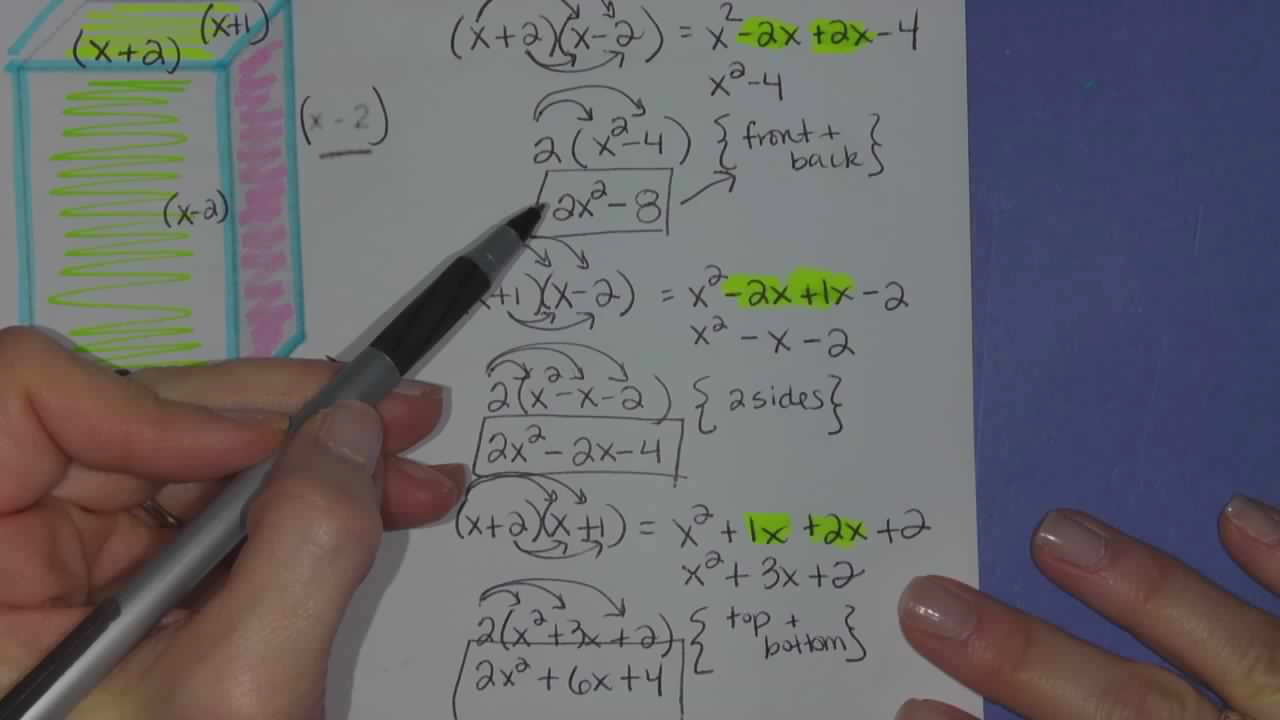 (x+1)
(x+2)
(x-2)
(x-2)
(x+2)(x-2) = x²-2x+2x-4
x²-4
2(x²-4) {front +
back}
2x²-8
+1)(x-2) = x²-2x+1x-2
x²-x-2
2(x²-x-2) {2 sides}
2x²-2x-4
(x+2)(x+1) = x²+1x+2x+2
x²+3x+2
2(x²+3x+2) {top +
bottom}
2x²+6x+4